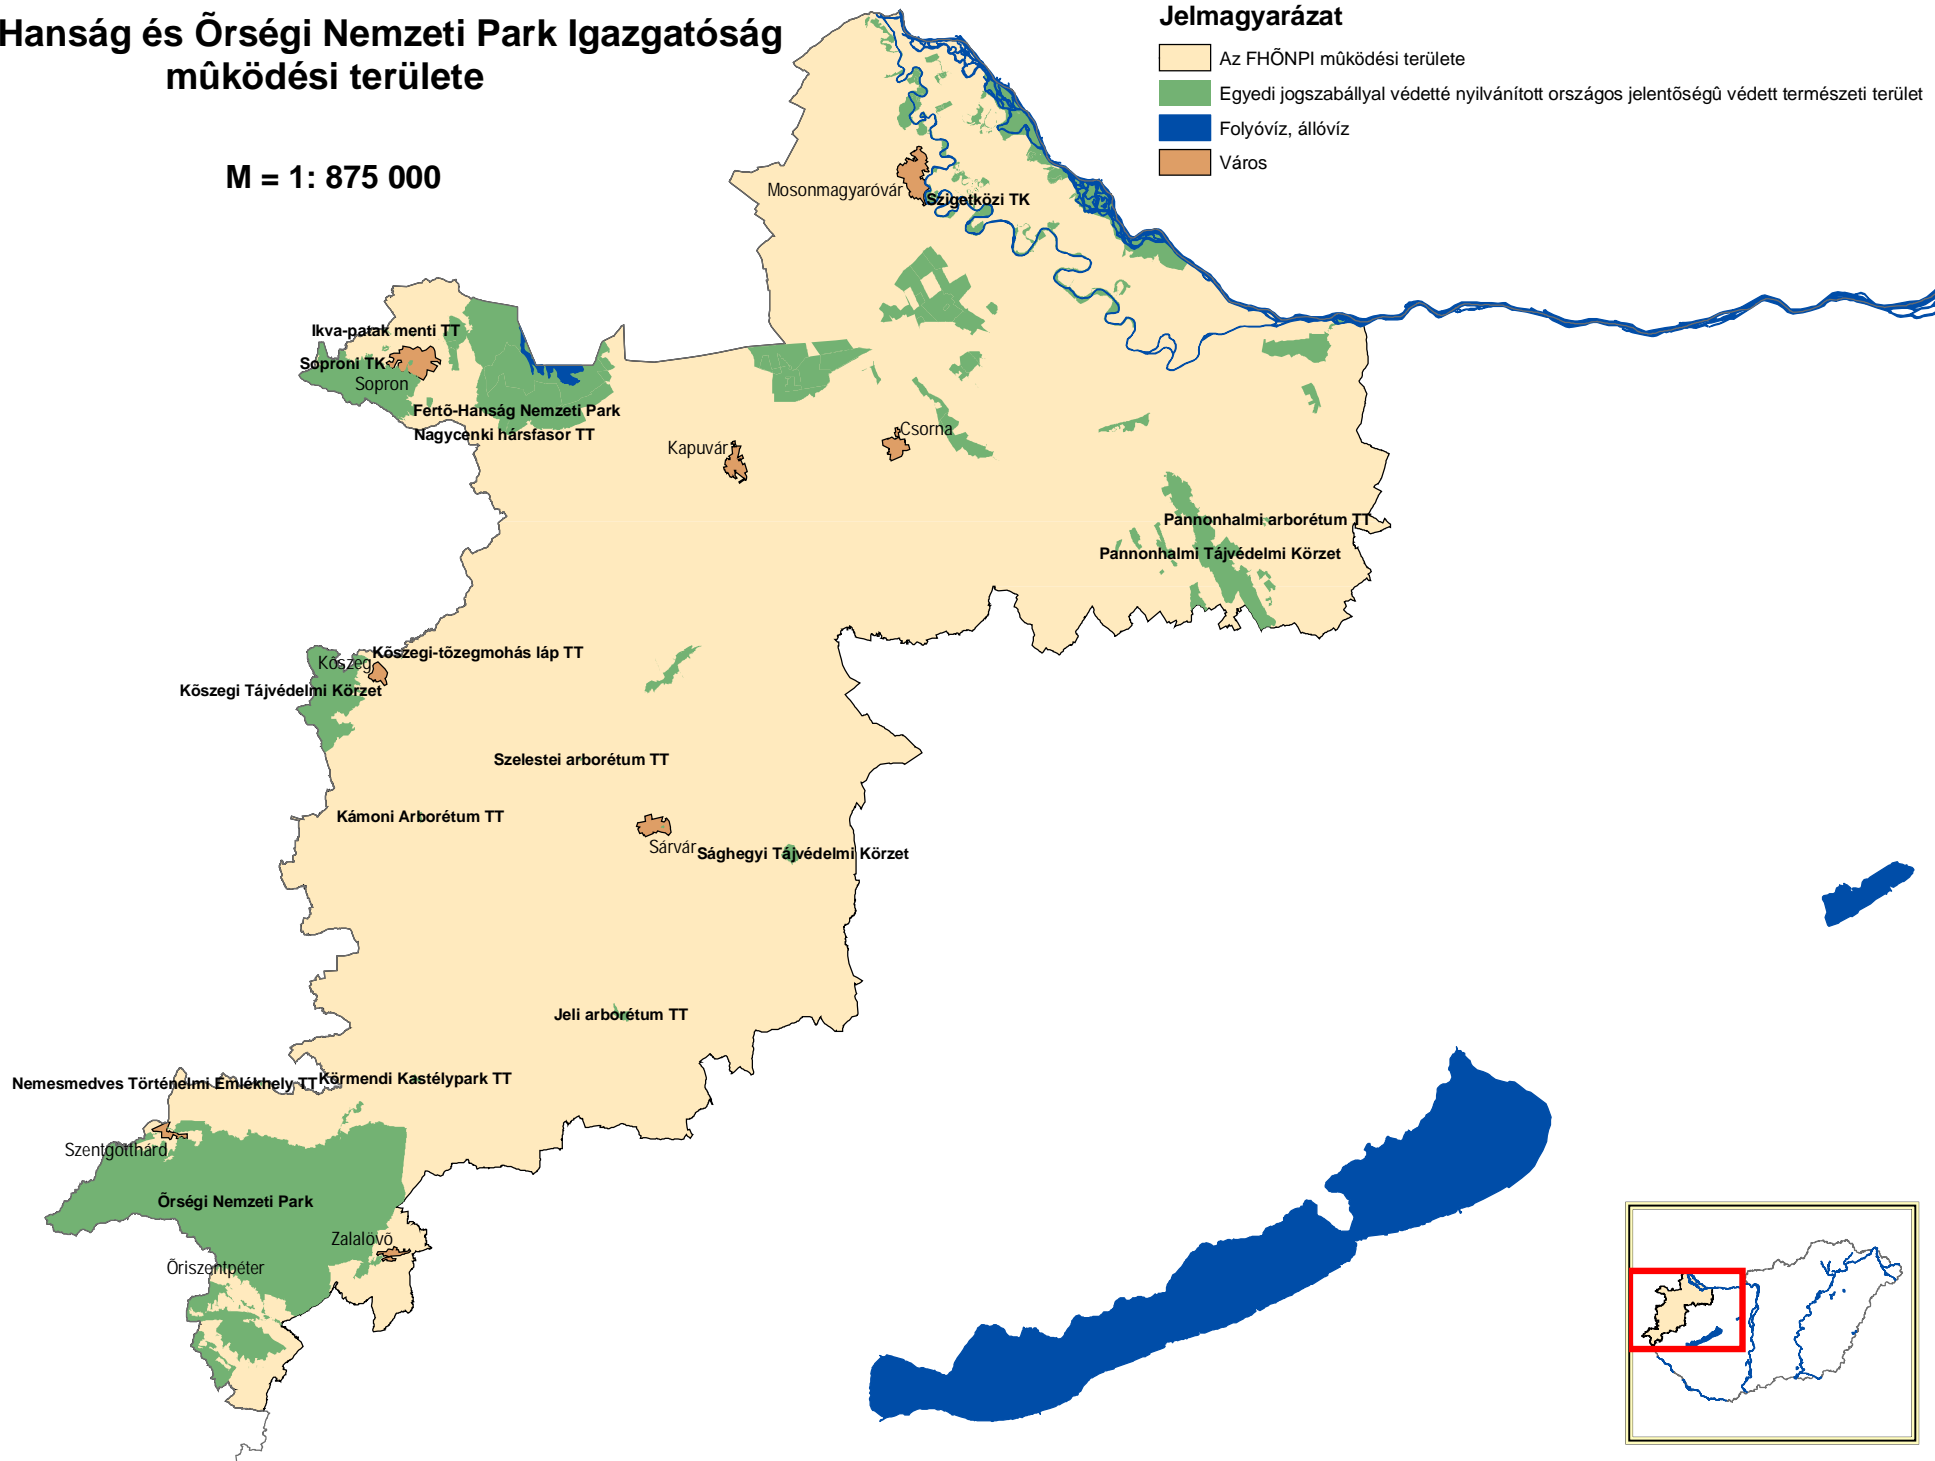 Hanság és Õrségi Nemzeti Park Igazgatóság
mûködési területe
M = 1: 875 000
Jelmagyarázat
Az FHÕNPI mûködési területe
Egyedi jogszabállyal védetté nyilvánított országos jelentõségû védett természeti terület
Folyóvíz, állóvíz
Város
Mosonmagyaróvár
Szigetközi TK
Ikva-patak menti TT
Soproni TK
Sopron
Fertõ-Hanság Nemzeti Park
Nagycenki hársfasor TT
Kapuvár
Csorna
Pannonhalmi arborétum TT
Pannonhalmi Tájvédelmi Körzet
Kõszegi-tõzegmohás láp TT
Kőszeg
Kõszegi Tájvédelmi Körzet
Szelestei arborétum TT
Kámoni Arborétum TT
Sárvár
Sághegyi Tájvédelmi Körzet
Jeli arborétum TT
Nemesmedves Történelmi Emlékhely TT
Körmendi Kastélypark TT
Szentgotthárd
Õrségi Nemzeti Park
Zalalövõ
Õriszentpéter